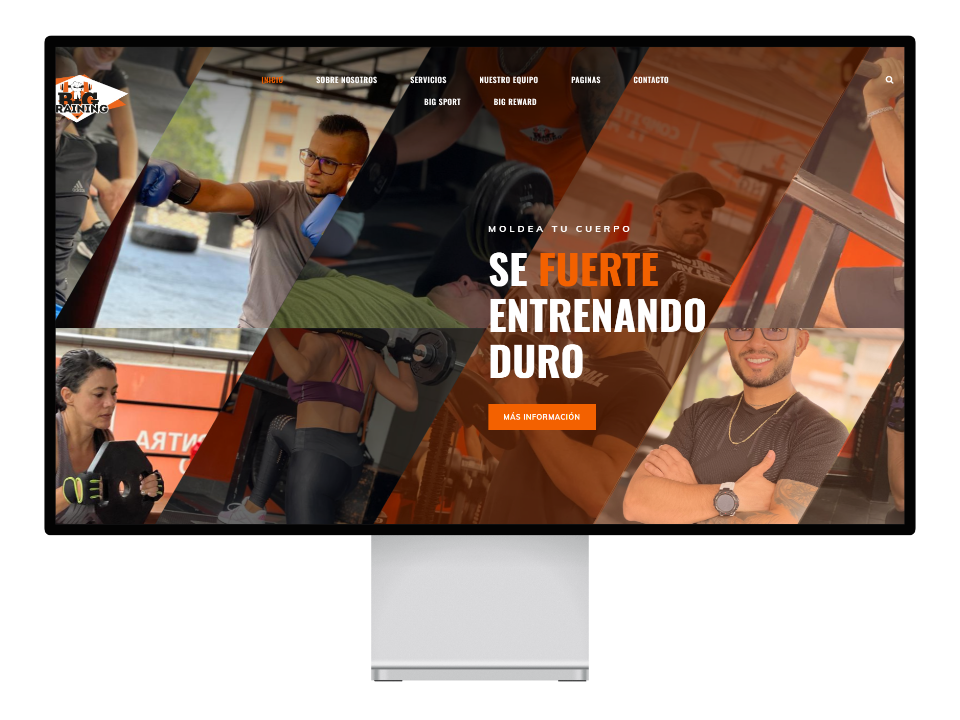 INICIO
SOBRE NOSOTROS
SERVICIOS
NUESTRO EQUIPO
PAGINAS
CONTACTO
BIG SPORT
BIG REWARD
BIG
TRAINING
MOLDEA TU CUERPO
SE FUERTE
ENTRENANDO
DURO
MÁS INFORMACIÓN